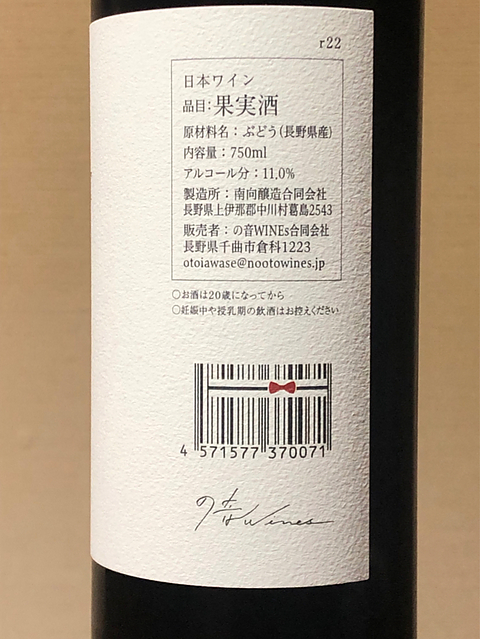 r22
日本ワイン
品目:果実酒
原材料名：ぶどう(長野県産)
内容量：750ml
アルコール分：11.0%
製造所：南向醸造合同会社
長野県上伊那郡中川村葛島2543
販売者：の音WINEs合同会社
長野県千曲市倉科1223
otoiawase@nootowines.jp
○お酒は20歳になってから
○妊娠中や授乳期の飲酒はお控えください
4 571577 370071
の音Wines